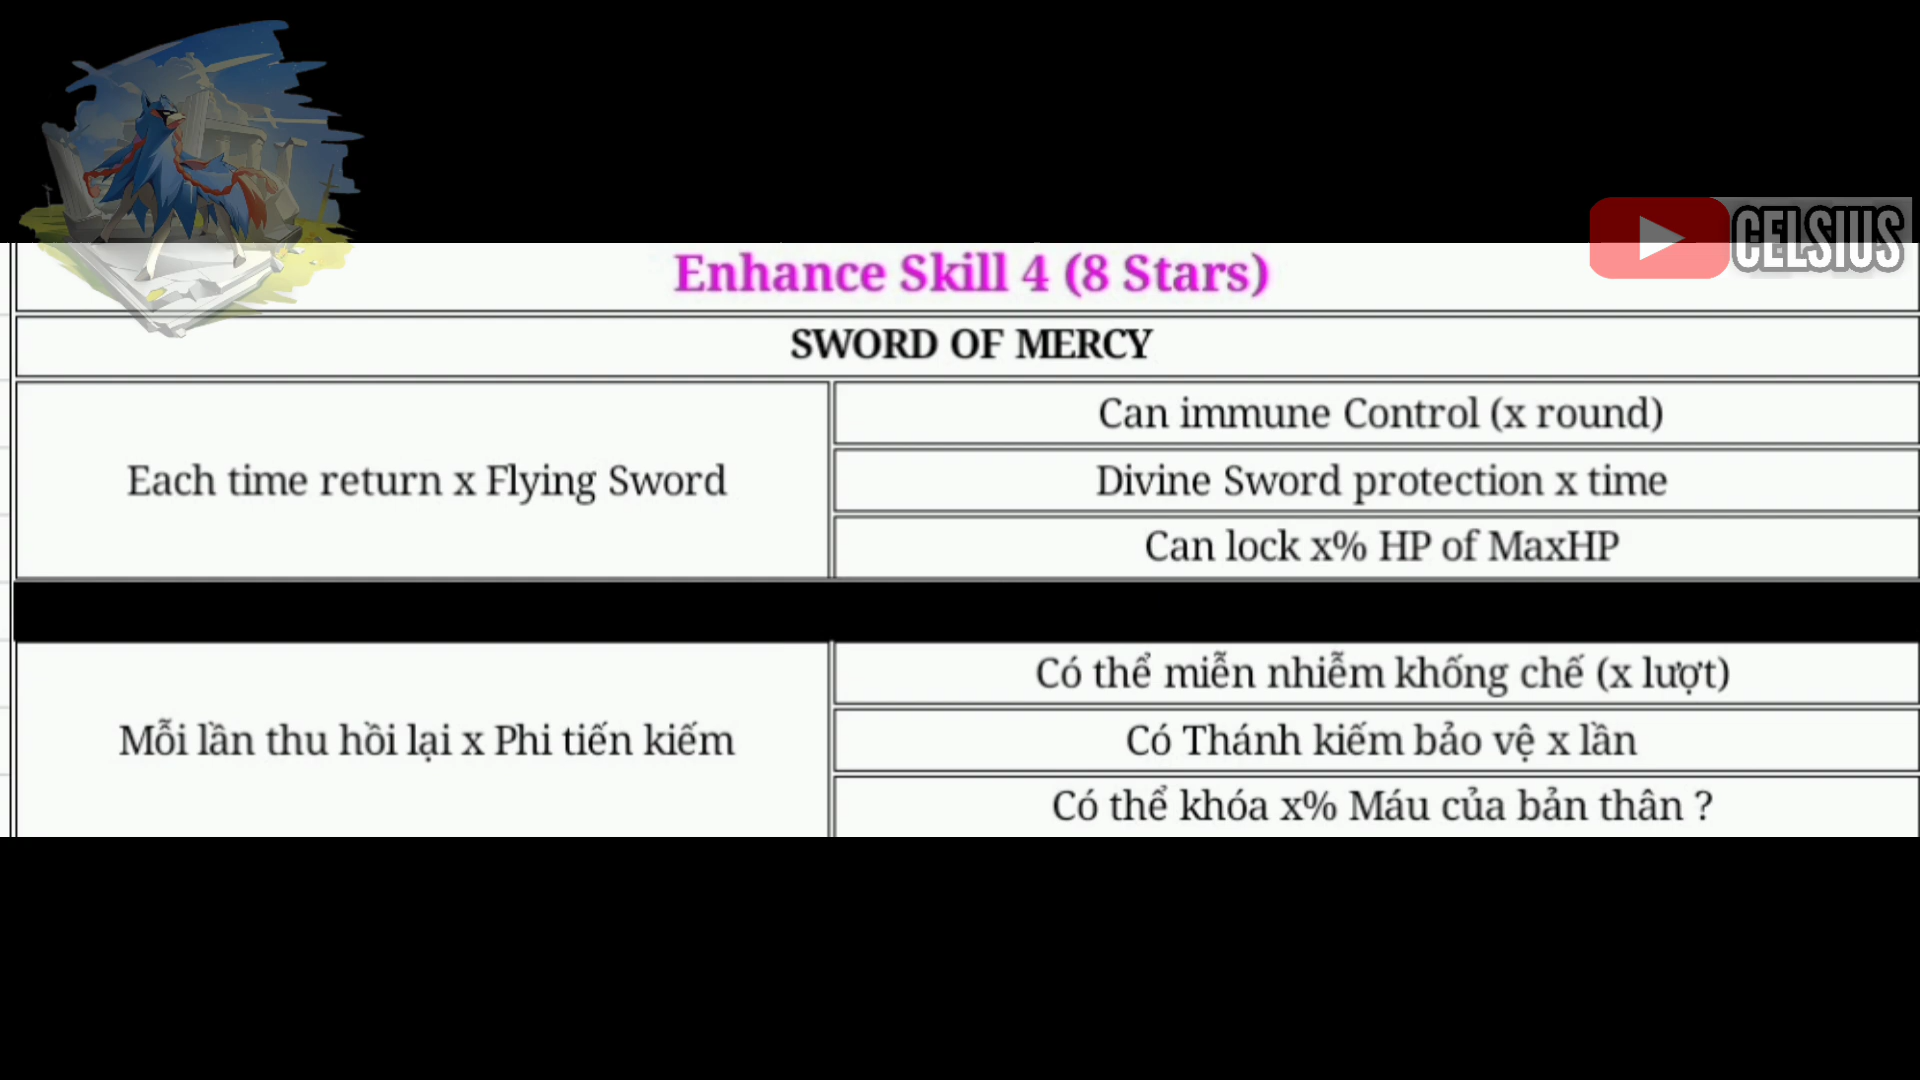 CELSIUS
Enhance Skill 4 (8 Stars)
SWORD OF MERCY
Each time return x Flying Sword
Can immune Control (x round)
Divine Sword protection x time
Can lock x% HP of MaxHP
Mỗi lần thu hồi lại x Phi tiến kiếm
Có thể miễn nhiễm khống chế (x lượt)
Có Thánh kiếm bảo vệ x lần
Có thể khóa x% Máu của bản thân ?